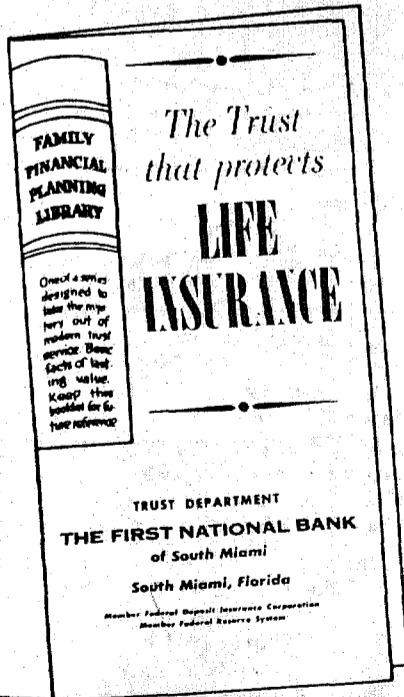 FAMILY
FINANCIAL
PLANNING
LIBRARY
One of a series
designed to
take the mys-
tery out of
modern trust
service. Basic
facts of last-
ing value.
Keep this
booklet for fu-
ture reference
The Trust
that protects
LIFE
INSURANCE
TRUST DEPARTMENT
THE FIRST NATIONAL BANK
of South Miami
South Miami, Florida
Member Federal Deposit Insurance Corporation
Member Federal Reserve System